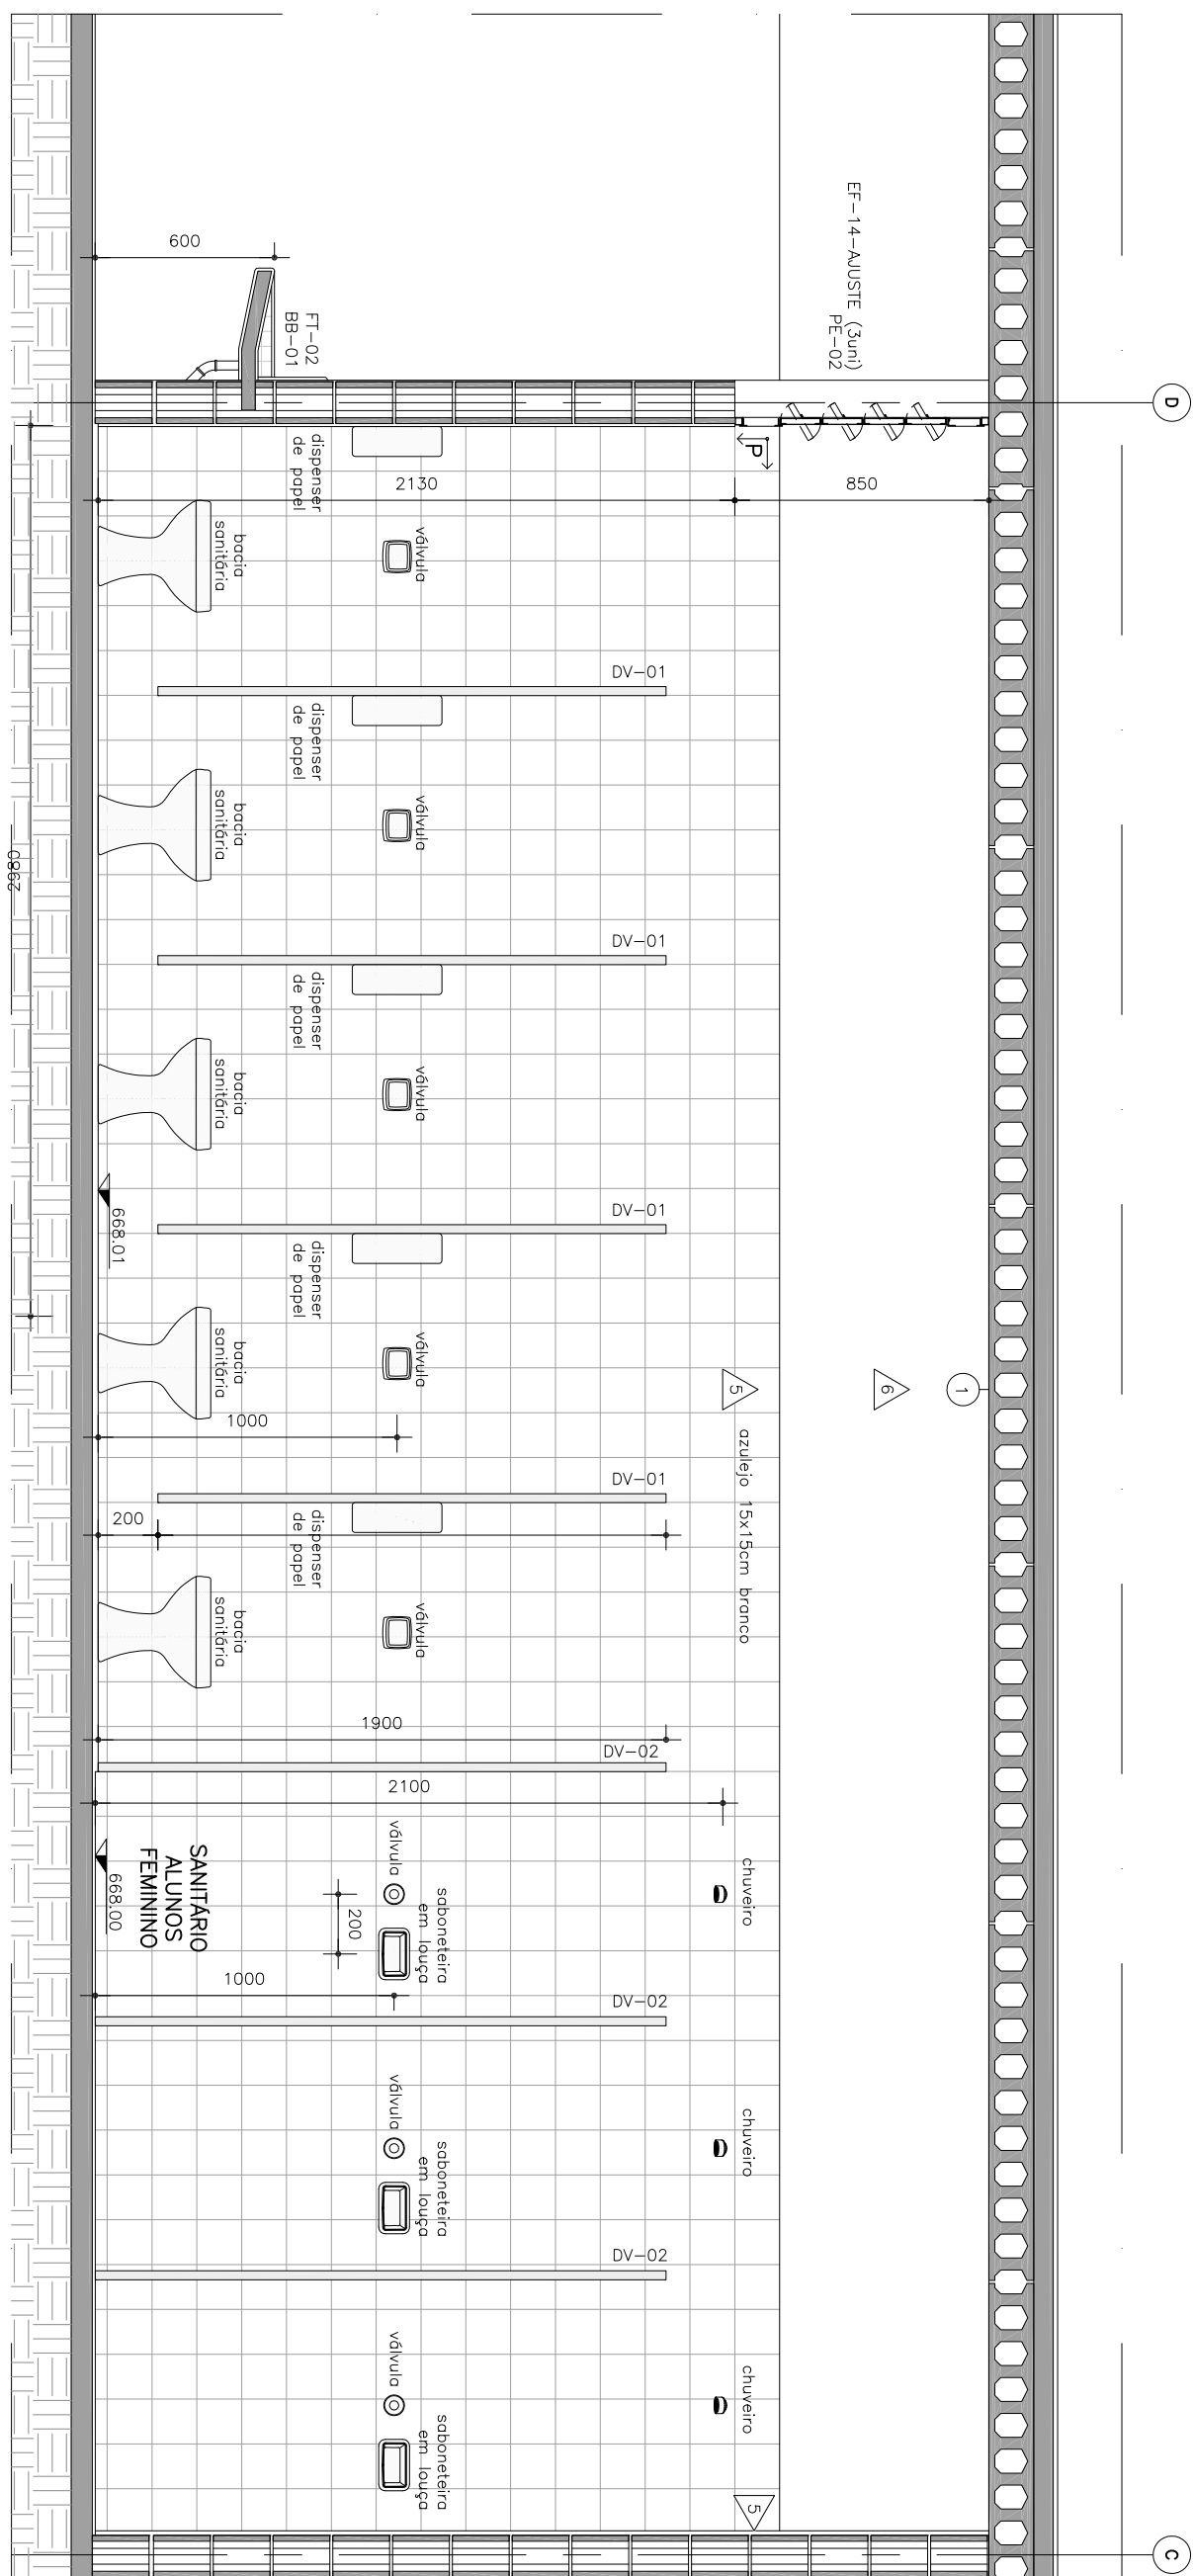 EF-14-AJUSTE (3uni)
PE-02
600
FT-02
BB-01
D
P
dispenser
de papel
2130
850
bacia
sanitária
válvula
DV-01
dispenser
de papel
bacia
sanitária
válvula
2980
DV-01
dispenser
de papel
bacia
sanitária
válvula
668.01
DV-01
dispenser
de papel
bacia
sanitária
válvula
5
6
1
1000
azulejo 15x15cm branco
DV-01
200
dispenser
de papel
bacia
sanitária
válvula
1900
DV-02
2100
SANITÁRIO
ALUNOS
FEMININO
668.00
válvula
chuveiro
saboneteira
em louça
200
1000
DV-02
válvula
chuveiro
saboneteira
em louça
DV-02
válvula
chuveiro
saboneteira
em louça
5
C